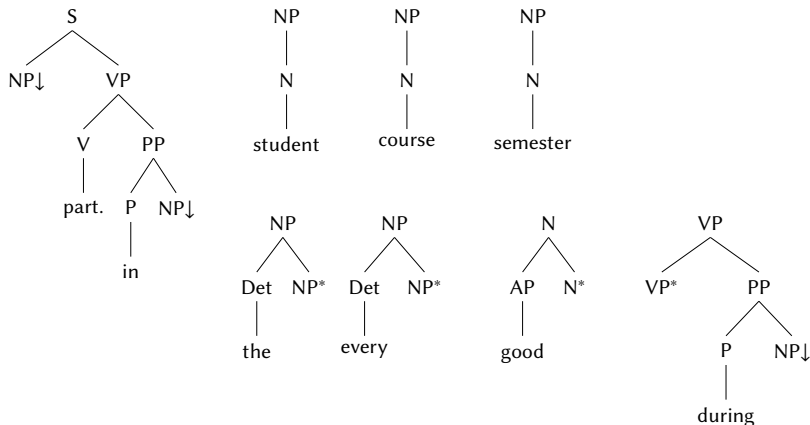 S NP NP NP
NP↓ VP N N N
V PP student course semester
part. P NP↓ NP NP N VP
in Det NP* Det NP* AP N* VP* PP
the every good P NP↓
during